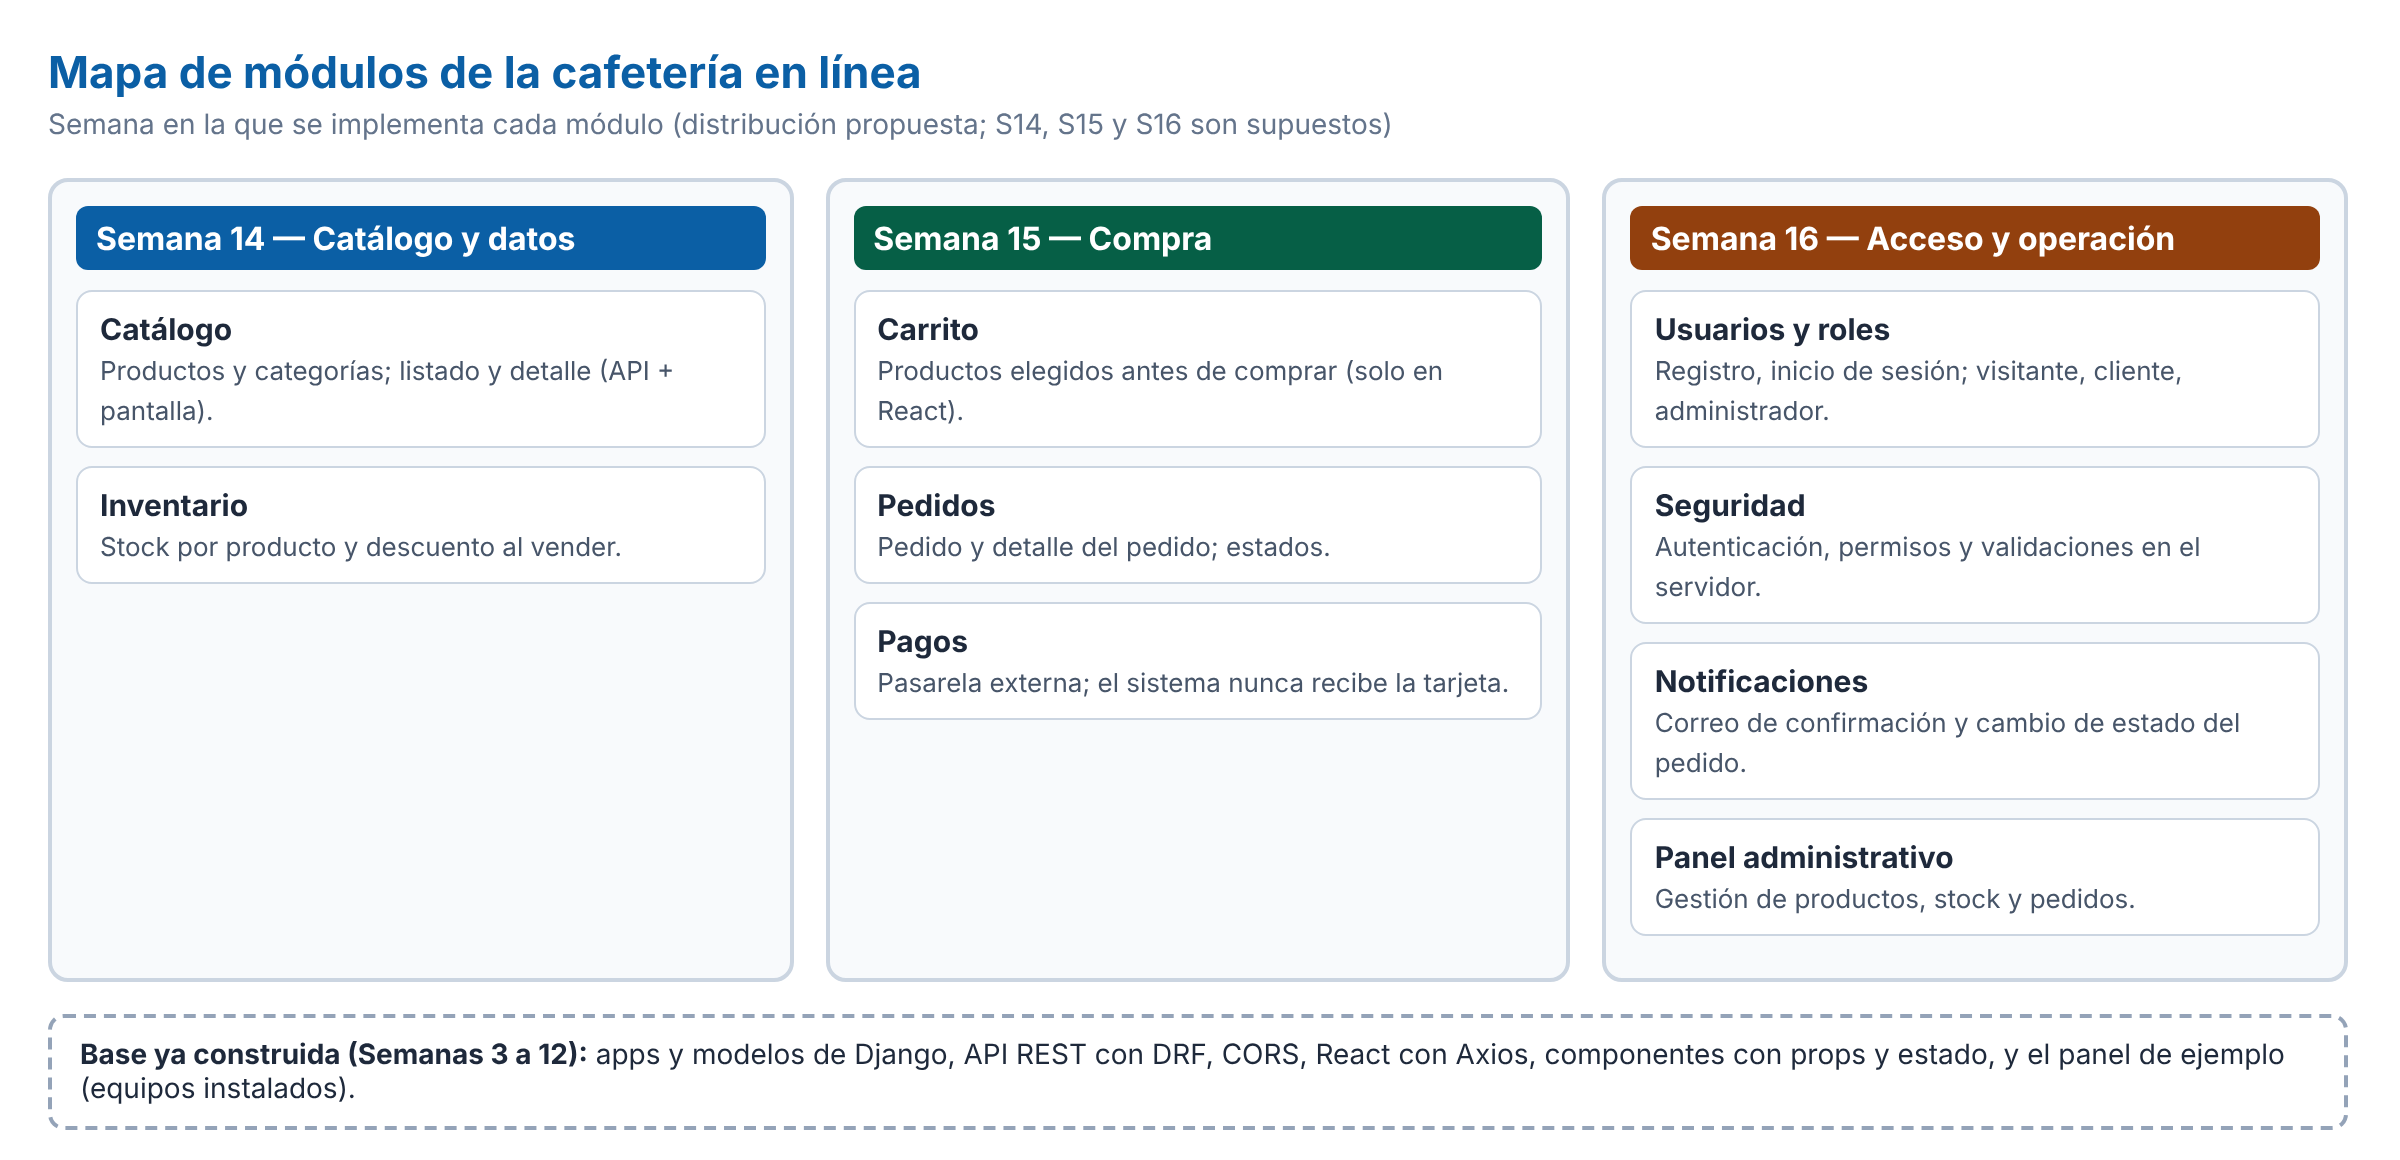 Mapa de módulos de la cafetería en línea
Semana en la que se implementa cada módulo (distribución propuesta; S14, S15 y S16 son supuestos)
Semana 14 — Catálogo y datos
Catálogo
Productos y categorías; listado y detalle (API +
pantalla).
Inventario
Stock por producto y descuento al vender.
Semana 15 — Compra
Carrito
Productos elegidos antes de comprar (solo en
React).
Pedidos
Pedido y detalle del pedido; estados.
Pagos
Pasarela externa; el sistema nunca recibe la tarjeta.
Semana 16 — Acceso y operación
Usuarios y roles
Registro, inicio de sesión; visitante, cliente,
administrador.
Seguridad
Autenticación, permisos y validaciones en el
servidor.
Notificaciones
Correo de confirmación y cambio de estado del
pedido.
Panel administrativo
Gestión de productos, stock y pedidos.
Base ya construida (Semanas 3 a 12): apps y modelos de Django, API REST con DRF, CORS, React con Axios, componentes con props y estado, y el panel de ejemplo
(equipos instalados).